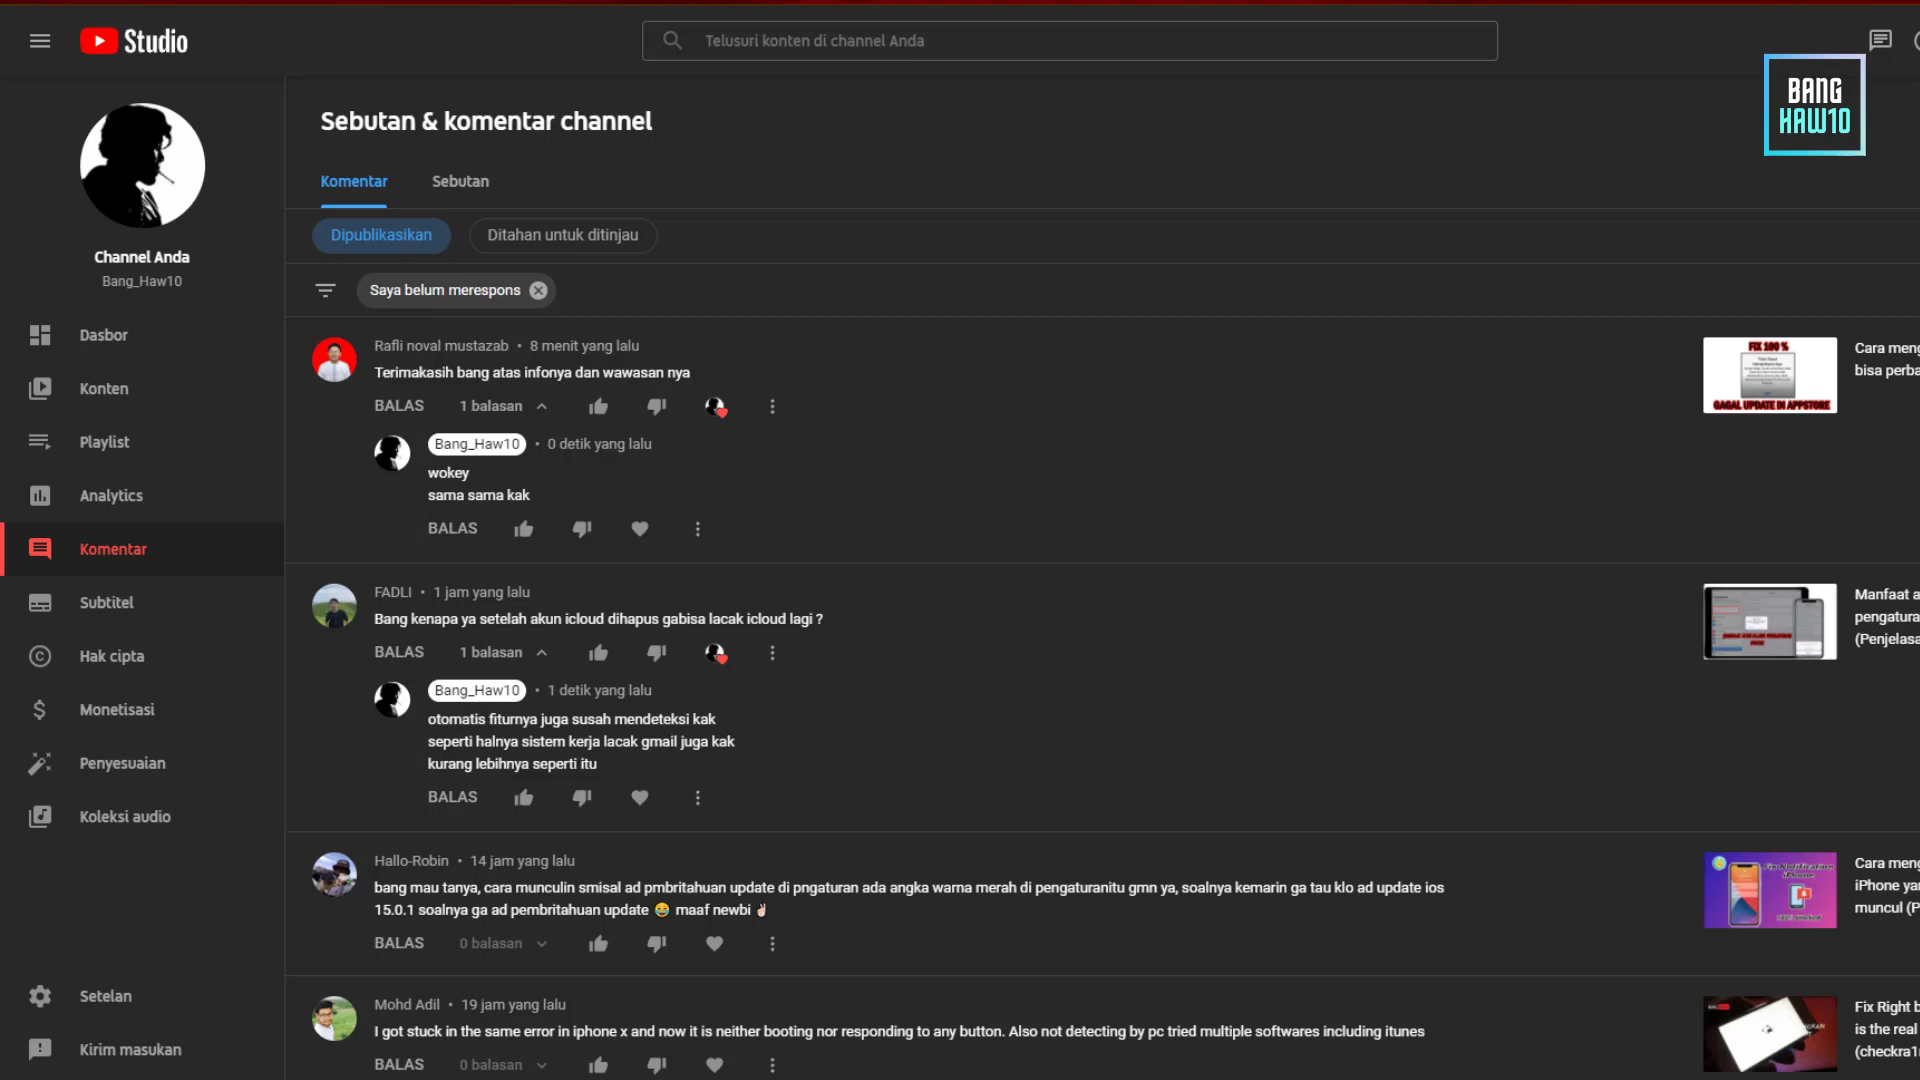 Studio
Telusuri konten di channel Anda
BANG
HAW10
Sebutan & komentar channel
Komentar
Sebutan
Dipublikasikan
Ditahan untuk ditinjau
Saya belum merespons
Channel Anda
Bang_Haw10
Dasbor
Konten
Playlist
Analytics
Komentar
Subtitel
Hak cipta
Monetisasi
Penyesuaian
Koleksi audio
Setelan
Kirim masukan
Rafli noval mustazab • 8 menit yang lalu
Terimakasih bang atas infonya dan wawasan nya
BALAS 1 balasan
Bang_Haw10 • 0 detik yang lalu
wokey
sama sama kak
BALAS
FIX 100 %
GAGAL UPDATE DI APPSTORE
Cara meng
bisa perba
FADLI • 1 jam yang lalu
Bang kenapa ya setelah akun icloud dihapus gabisa lacak icloud lagi ?
BALAS 1 balasan
Bang_Haw10 • 1 detik yang lalu
otomatis fiturnya juga susah mendeteksi kak
seperti halnya sistem kerja lacak gmail juga kak
kurang lebihnya seperti itu
BALAS
Manfaat a
pengatura
(Penjelasa
Hallo-Robin • 14 jam yang lalu
bang mau tanya, cara munculin smisal ad pmbritahuan update di pngaturan ada angka warna merah di pengaturanitu gmn ya, soalnya kemarin ga tau klo ad update ios
15.0.1 soalnya ga ad pembritahuan update 😂 maaf newbi ✌🏻
BALAS 0 balasan
Fix Notification
iPhone
Cara meng
iPhone yan
muncul (P
Mohd Adil • 19 jam yang lalu
I got stuck in the same error in iphone x and now it is neither booting nor responding to any button. Also not detecting by pc tried multiple softwares including itunes
BALAS 0 balasan
Fix Right b
is the real
(checkra1n